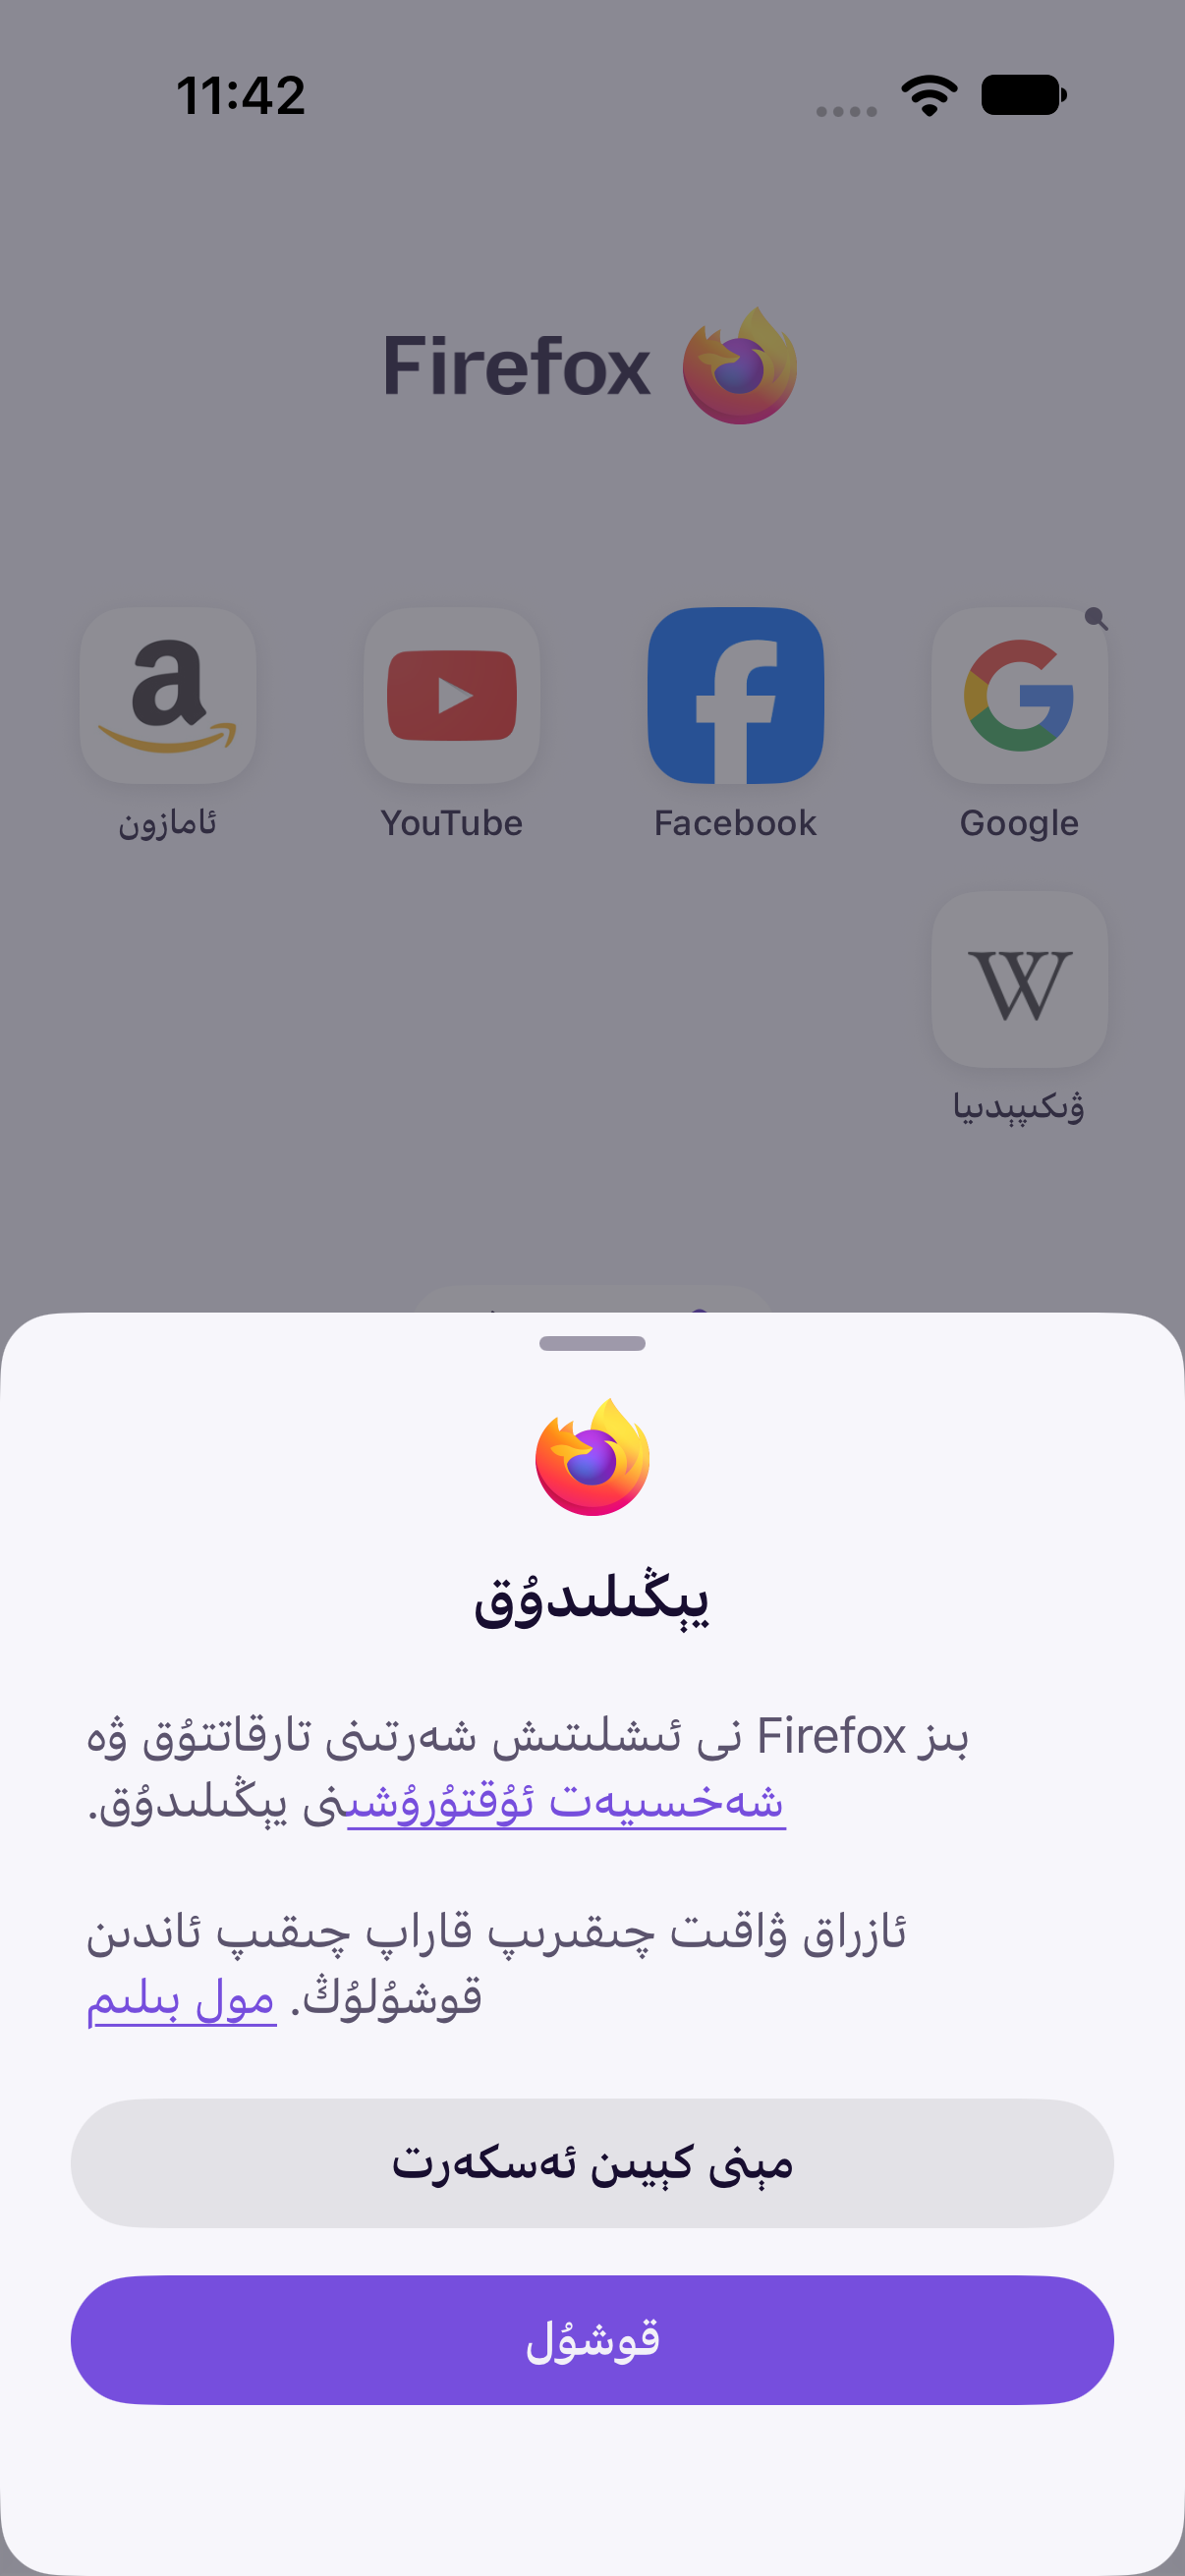 11:42
Firefox
Google
Facebook
YouTube
ئامازون
ۋىكىپېدىيا
يېڭىلىدۇق
بىز Firefox نى ئىشلىتىش شەرتىنى تارقاتتۇق ۋە
شەخسىيەت ئۇقتۇرۇشىنى يېڭىلىدۇق.
ئازراق ۋاقىت چىقىرىپ قاراپ چىقىپ ئاندىن
قوشۇلۇڭ. مول بىلىم
مېنى كېيىن ئەسكەرت
قوشۇل